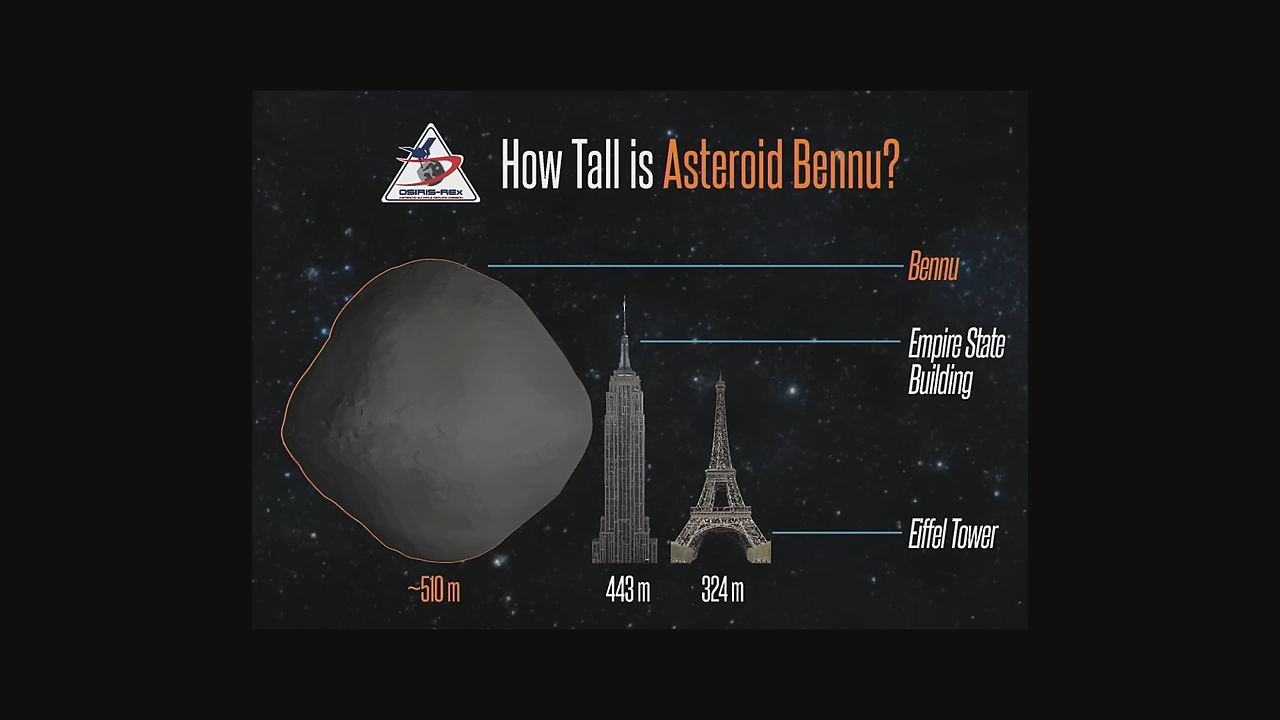 How Tall is Asteroid Bennu?
OSIRIS-REx
Bennu
Empire State
Building
Eiffel Tower
~510 m
443 m
324 m